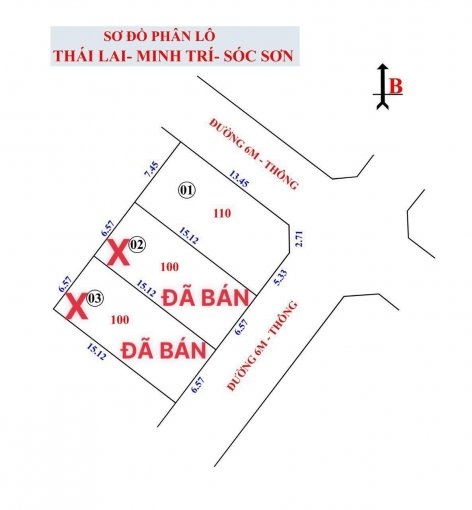 SƠ ĐỒ PHÂN LÔ
THÁI LAI- MINH TRÍ- SÓC SƠN
B
ĐƯỜNG 6M - THÔNG
7.45
13.45
01
110
2.71
6.57
15.12
X 02
100
5.33
ĐÃ BÁN
6.57
15.12
X 03
100
6.57
ĐƯỜNG 6M - THÔNG
ĐÃ BÁN
15.12
6.57